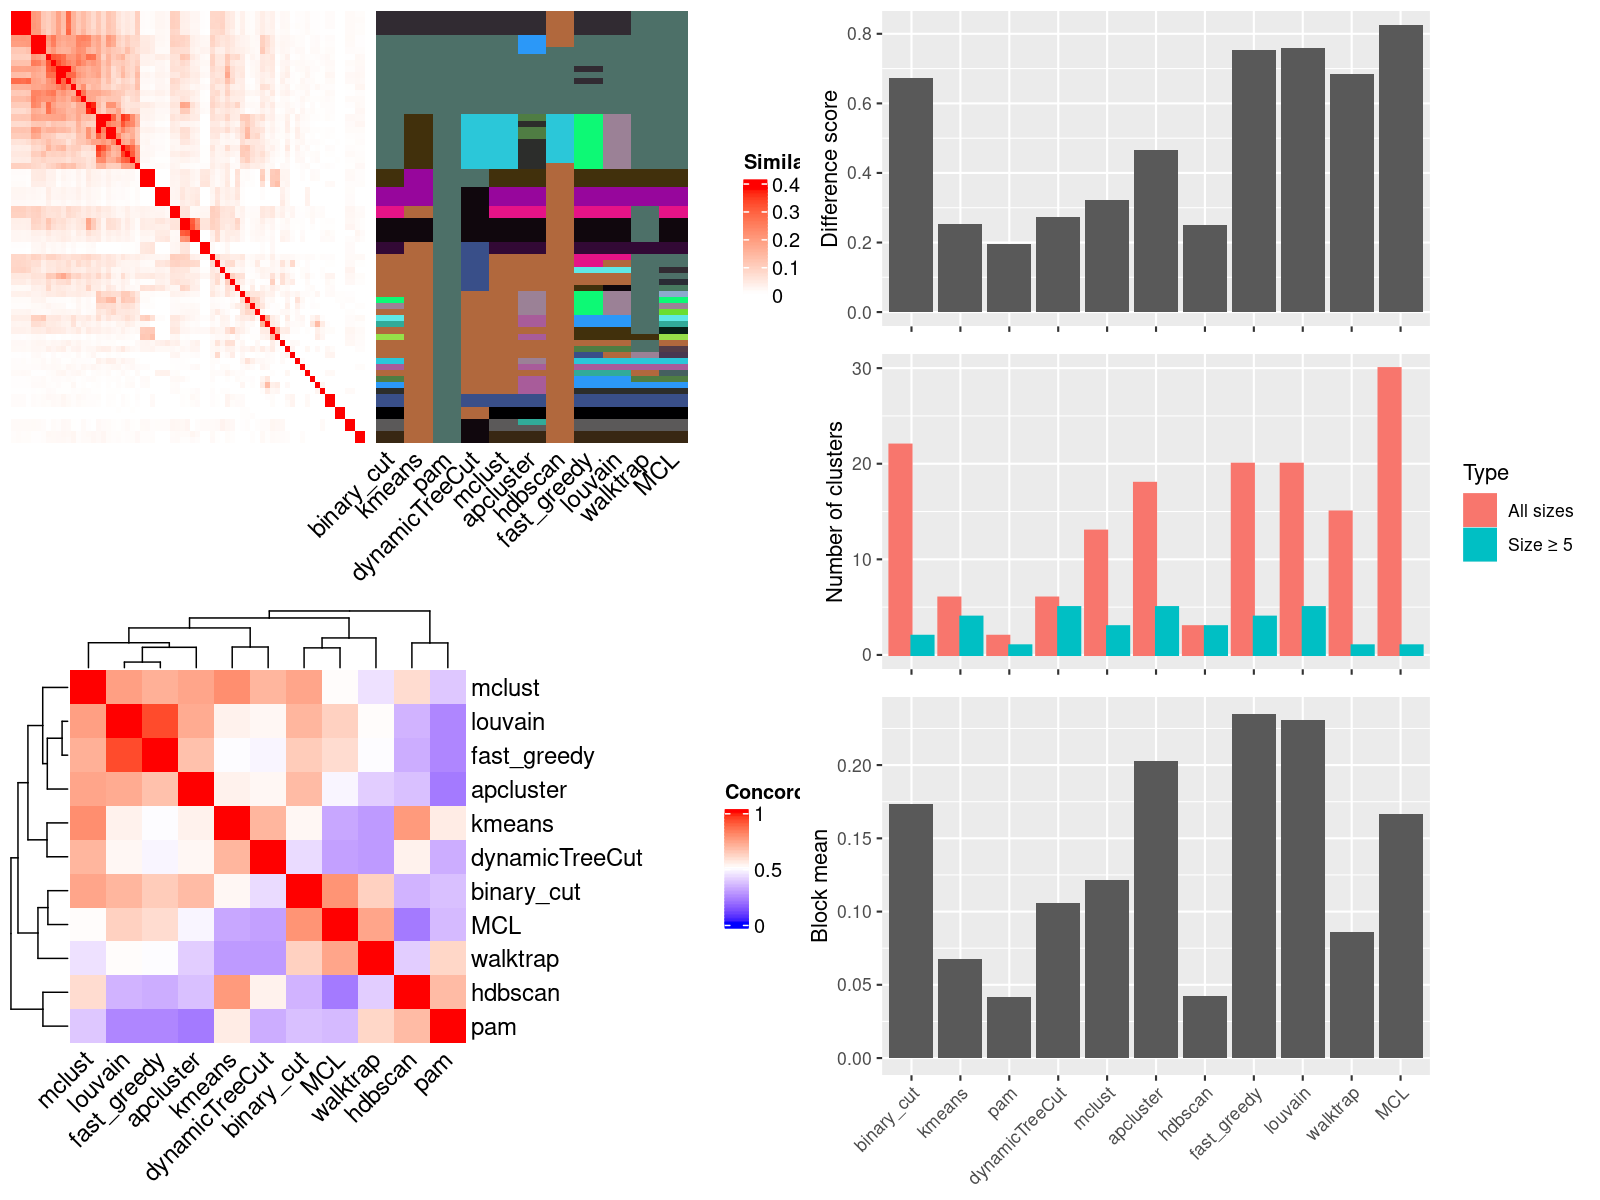 Simila
0.4
0.3
0.2
0.1
0
binary_cut
kmeans
pam
dynamicTreeCut
mclust
apcluster
hdbscan
fast_greedy
louvain
walktrap
MCL
mclust
louvain
fast_greedy
apcluster
kmeans
dynamicTreeCut
binary_cut
MCL
walktrap
hdbscan
pam
mclust
louvain
fast_greedy
apcluster
kmeans
dynamicTreeCut
binary_cut
MCL
walktrap
hdbscan
pam
Concord
1
0.5
0
Difference score
0.8
0.6
0.4
0.2
0.0
Number of clusters
30
20
10
0
Type
All sizes
Size ≥ 5
Block mean
0.20
0.15
0.10
0.05
0.00
binary_cut
kmeans
pam
dynamicTreeCut
mclust
apcluster
hdbscan
fast_greedy
louvain
walktrap
MCL